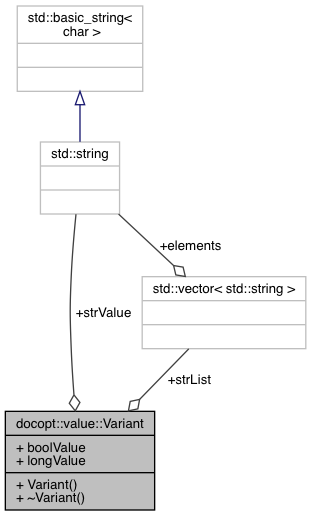 std::basic_string<
char >
std::string
+elements
std::vector< std::string >
+strValue
+strList
docopt::value::Variant
+ boolValue
+ longValue
+ Variant()
+ ~Variant()